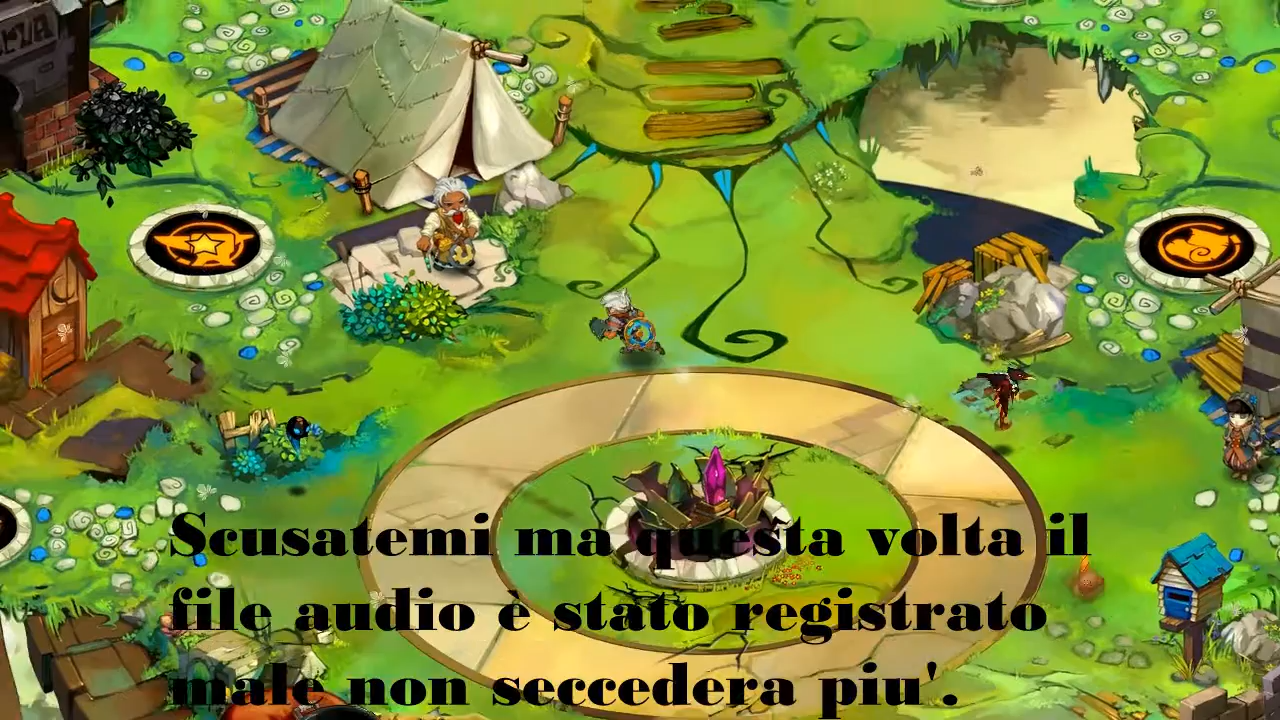 Scusatemi ma questa volta il
file audio è stato registrato
male non seccedera piu'.